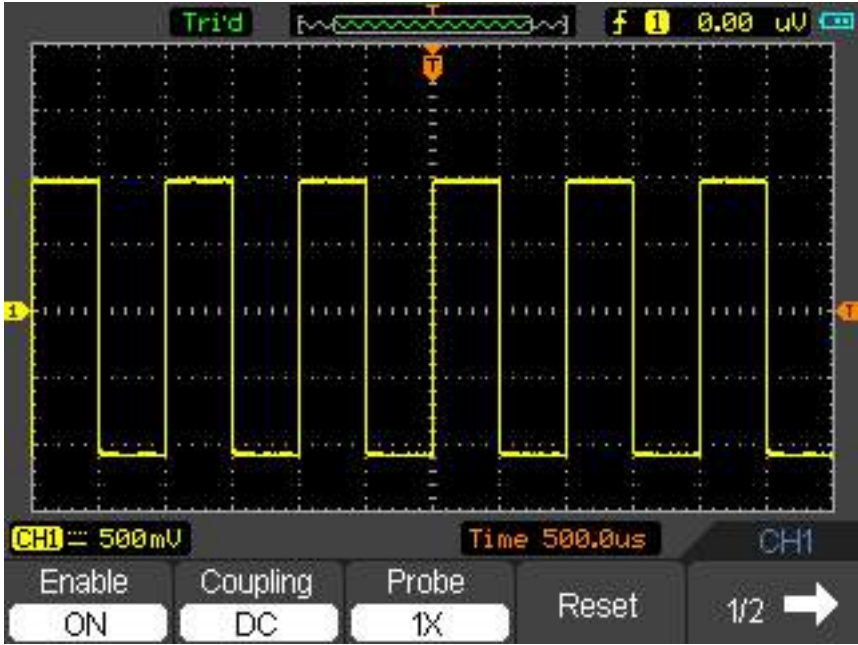 Tri'd T ƒ 1 0.00 uV
T
1 T
CH1 500mV Time 500.0us CH1
Enable Coupling Probe Reset 1/2
ON DC 1X